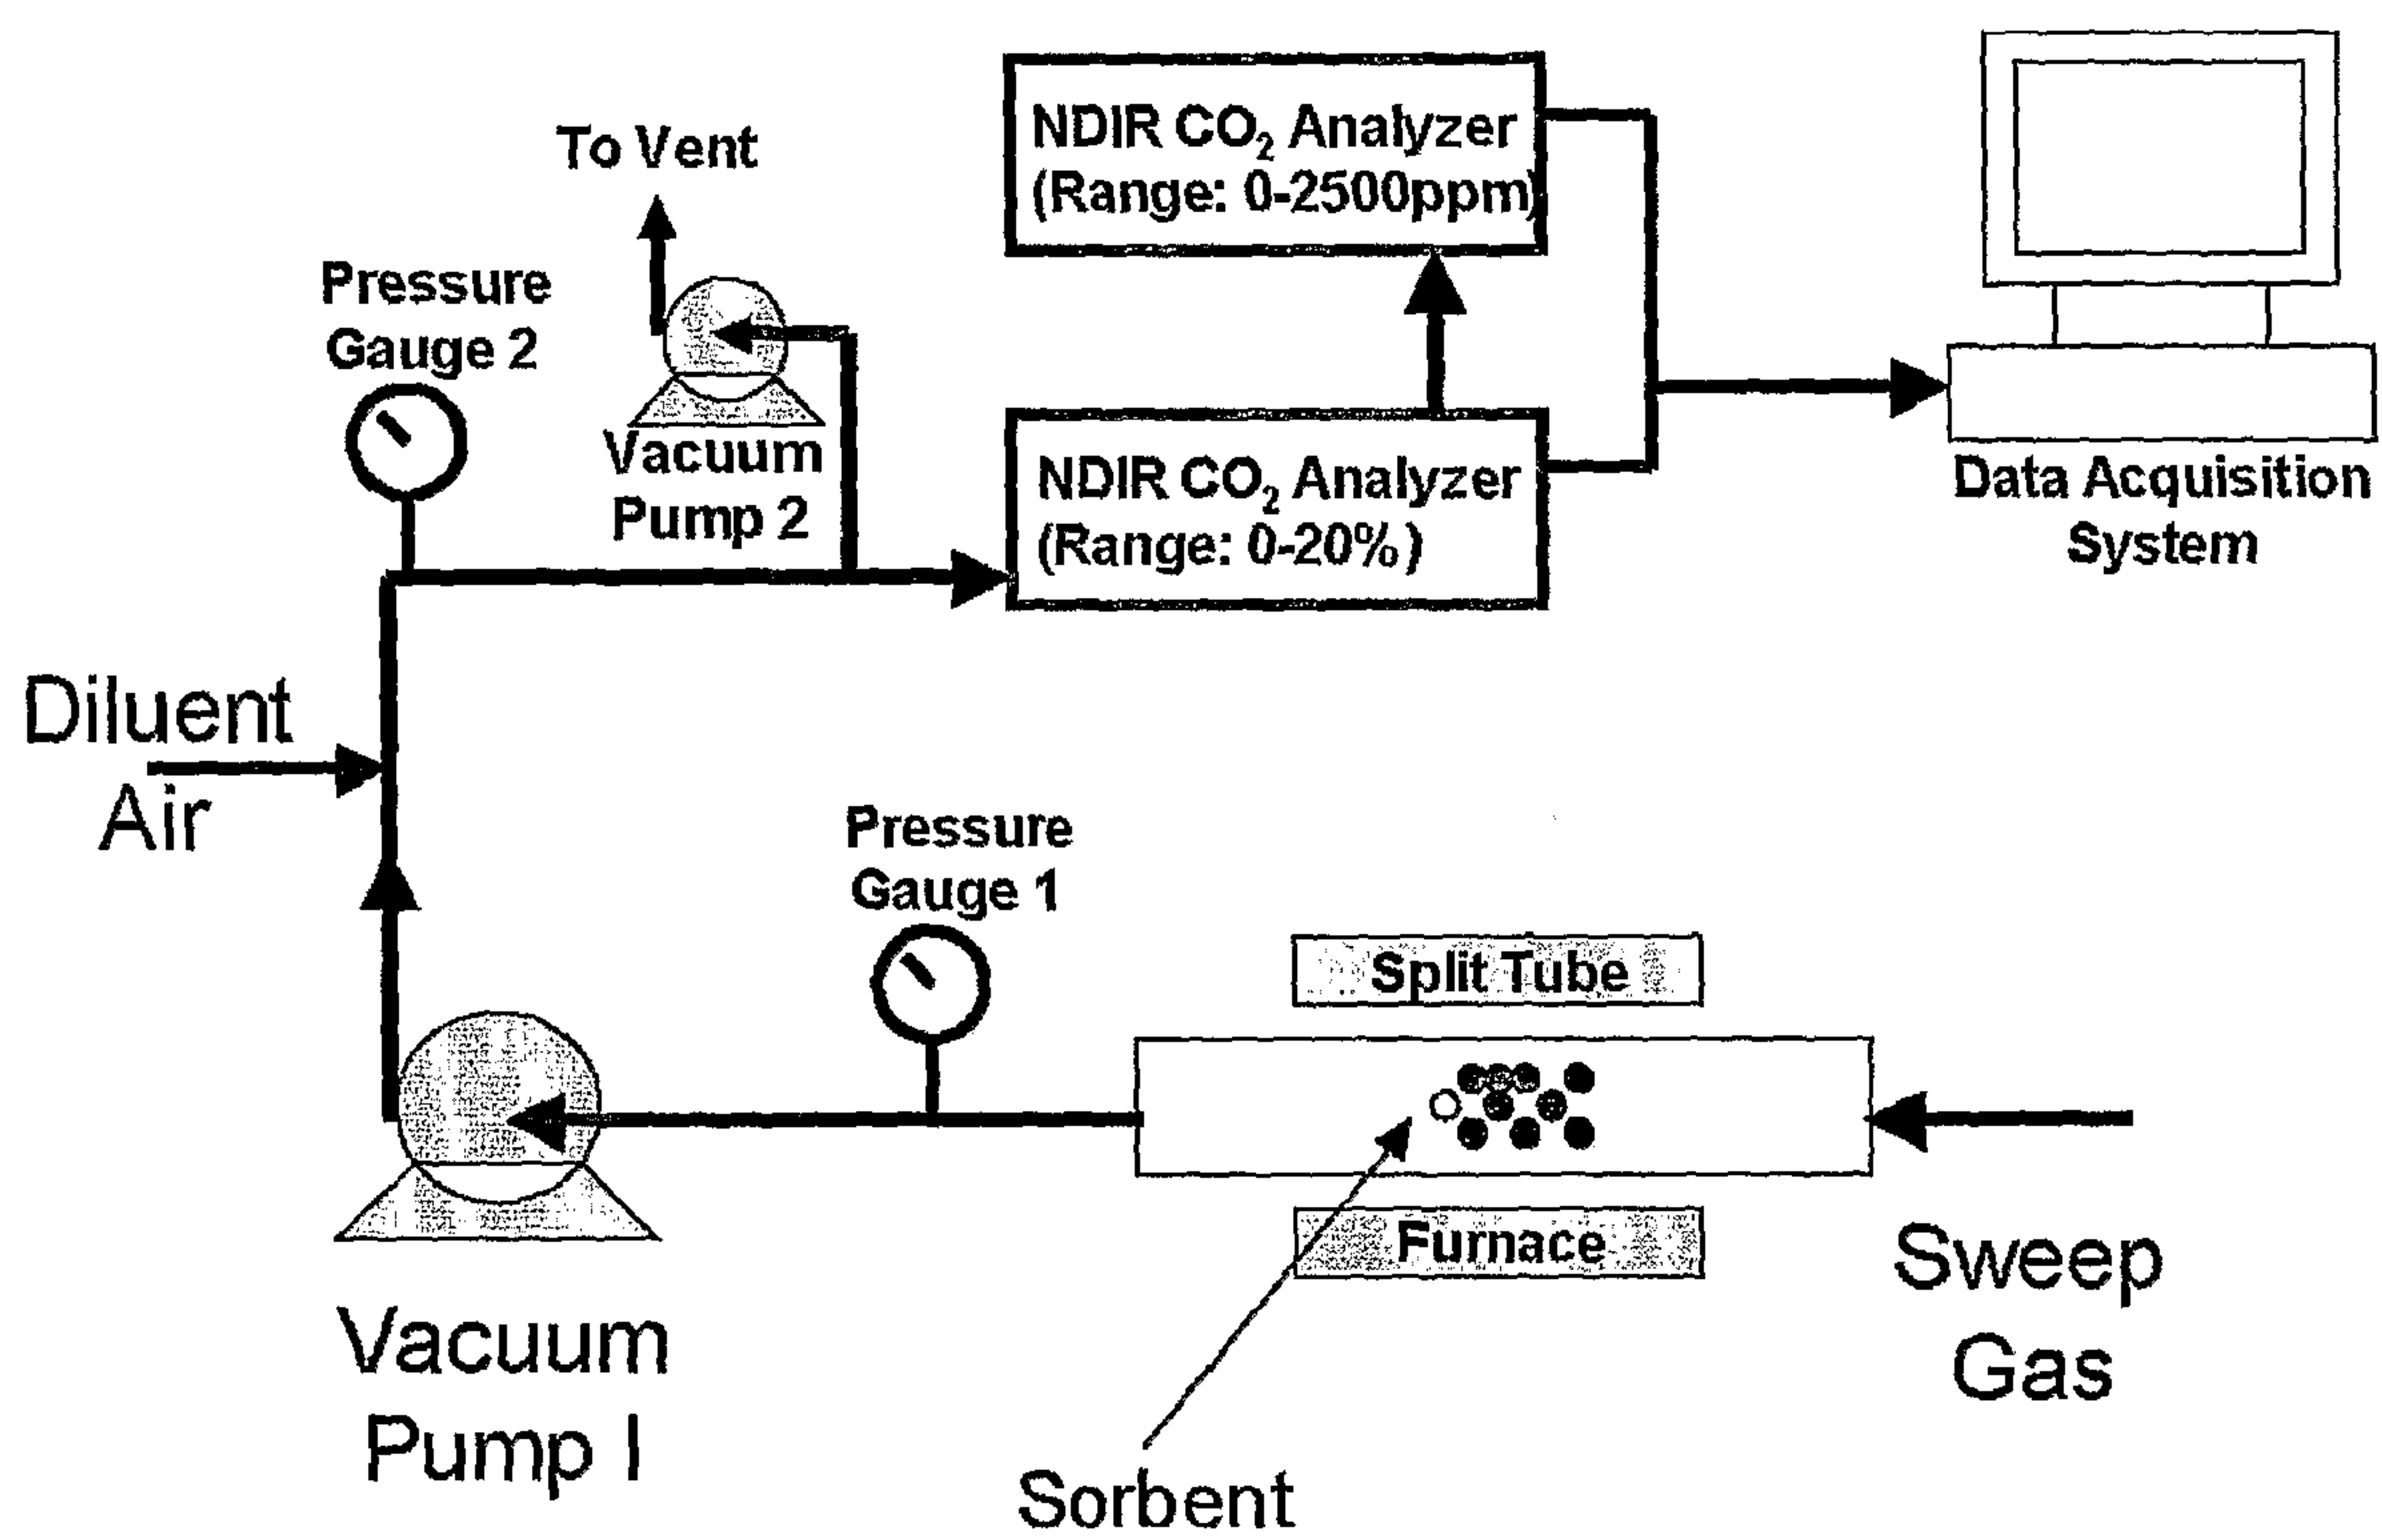 To Vent
NDIR CO₂ Analyzer
(Range: 0-2500ppm)
Pressure
Gauge 2
Vacuum
Pump 2
NDIR CO₂ Analyzer
(Range: 0-20%)
Data Acquisition
System
Diluent
Air
Pressure
Gauge 1
Split Tube
Furnace
Sweep
Gas
Vacuum
Pump I
Sorbent